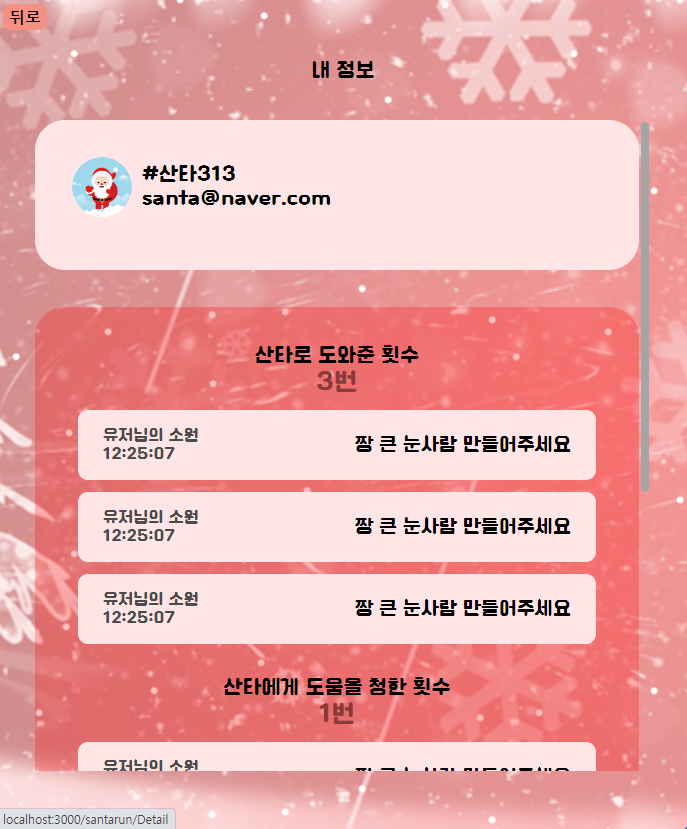 뒤로
내 정보
#산타313
santa@naver.com
산타로 도와준 횟수
3번
유저님의 소원
12:25:07
짱 큰 눈사람 만들어주세요
유저님의 소원
12:25:07
짱 큰 눈사람 만들어주세요
유저님의 소원
12:25:07
짱 큰 눈사람 만들어주세요
산타에게 도움을 청한 횟수
1번
유저님의 소원
localhost:3000/santarun/Detail